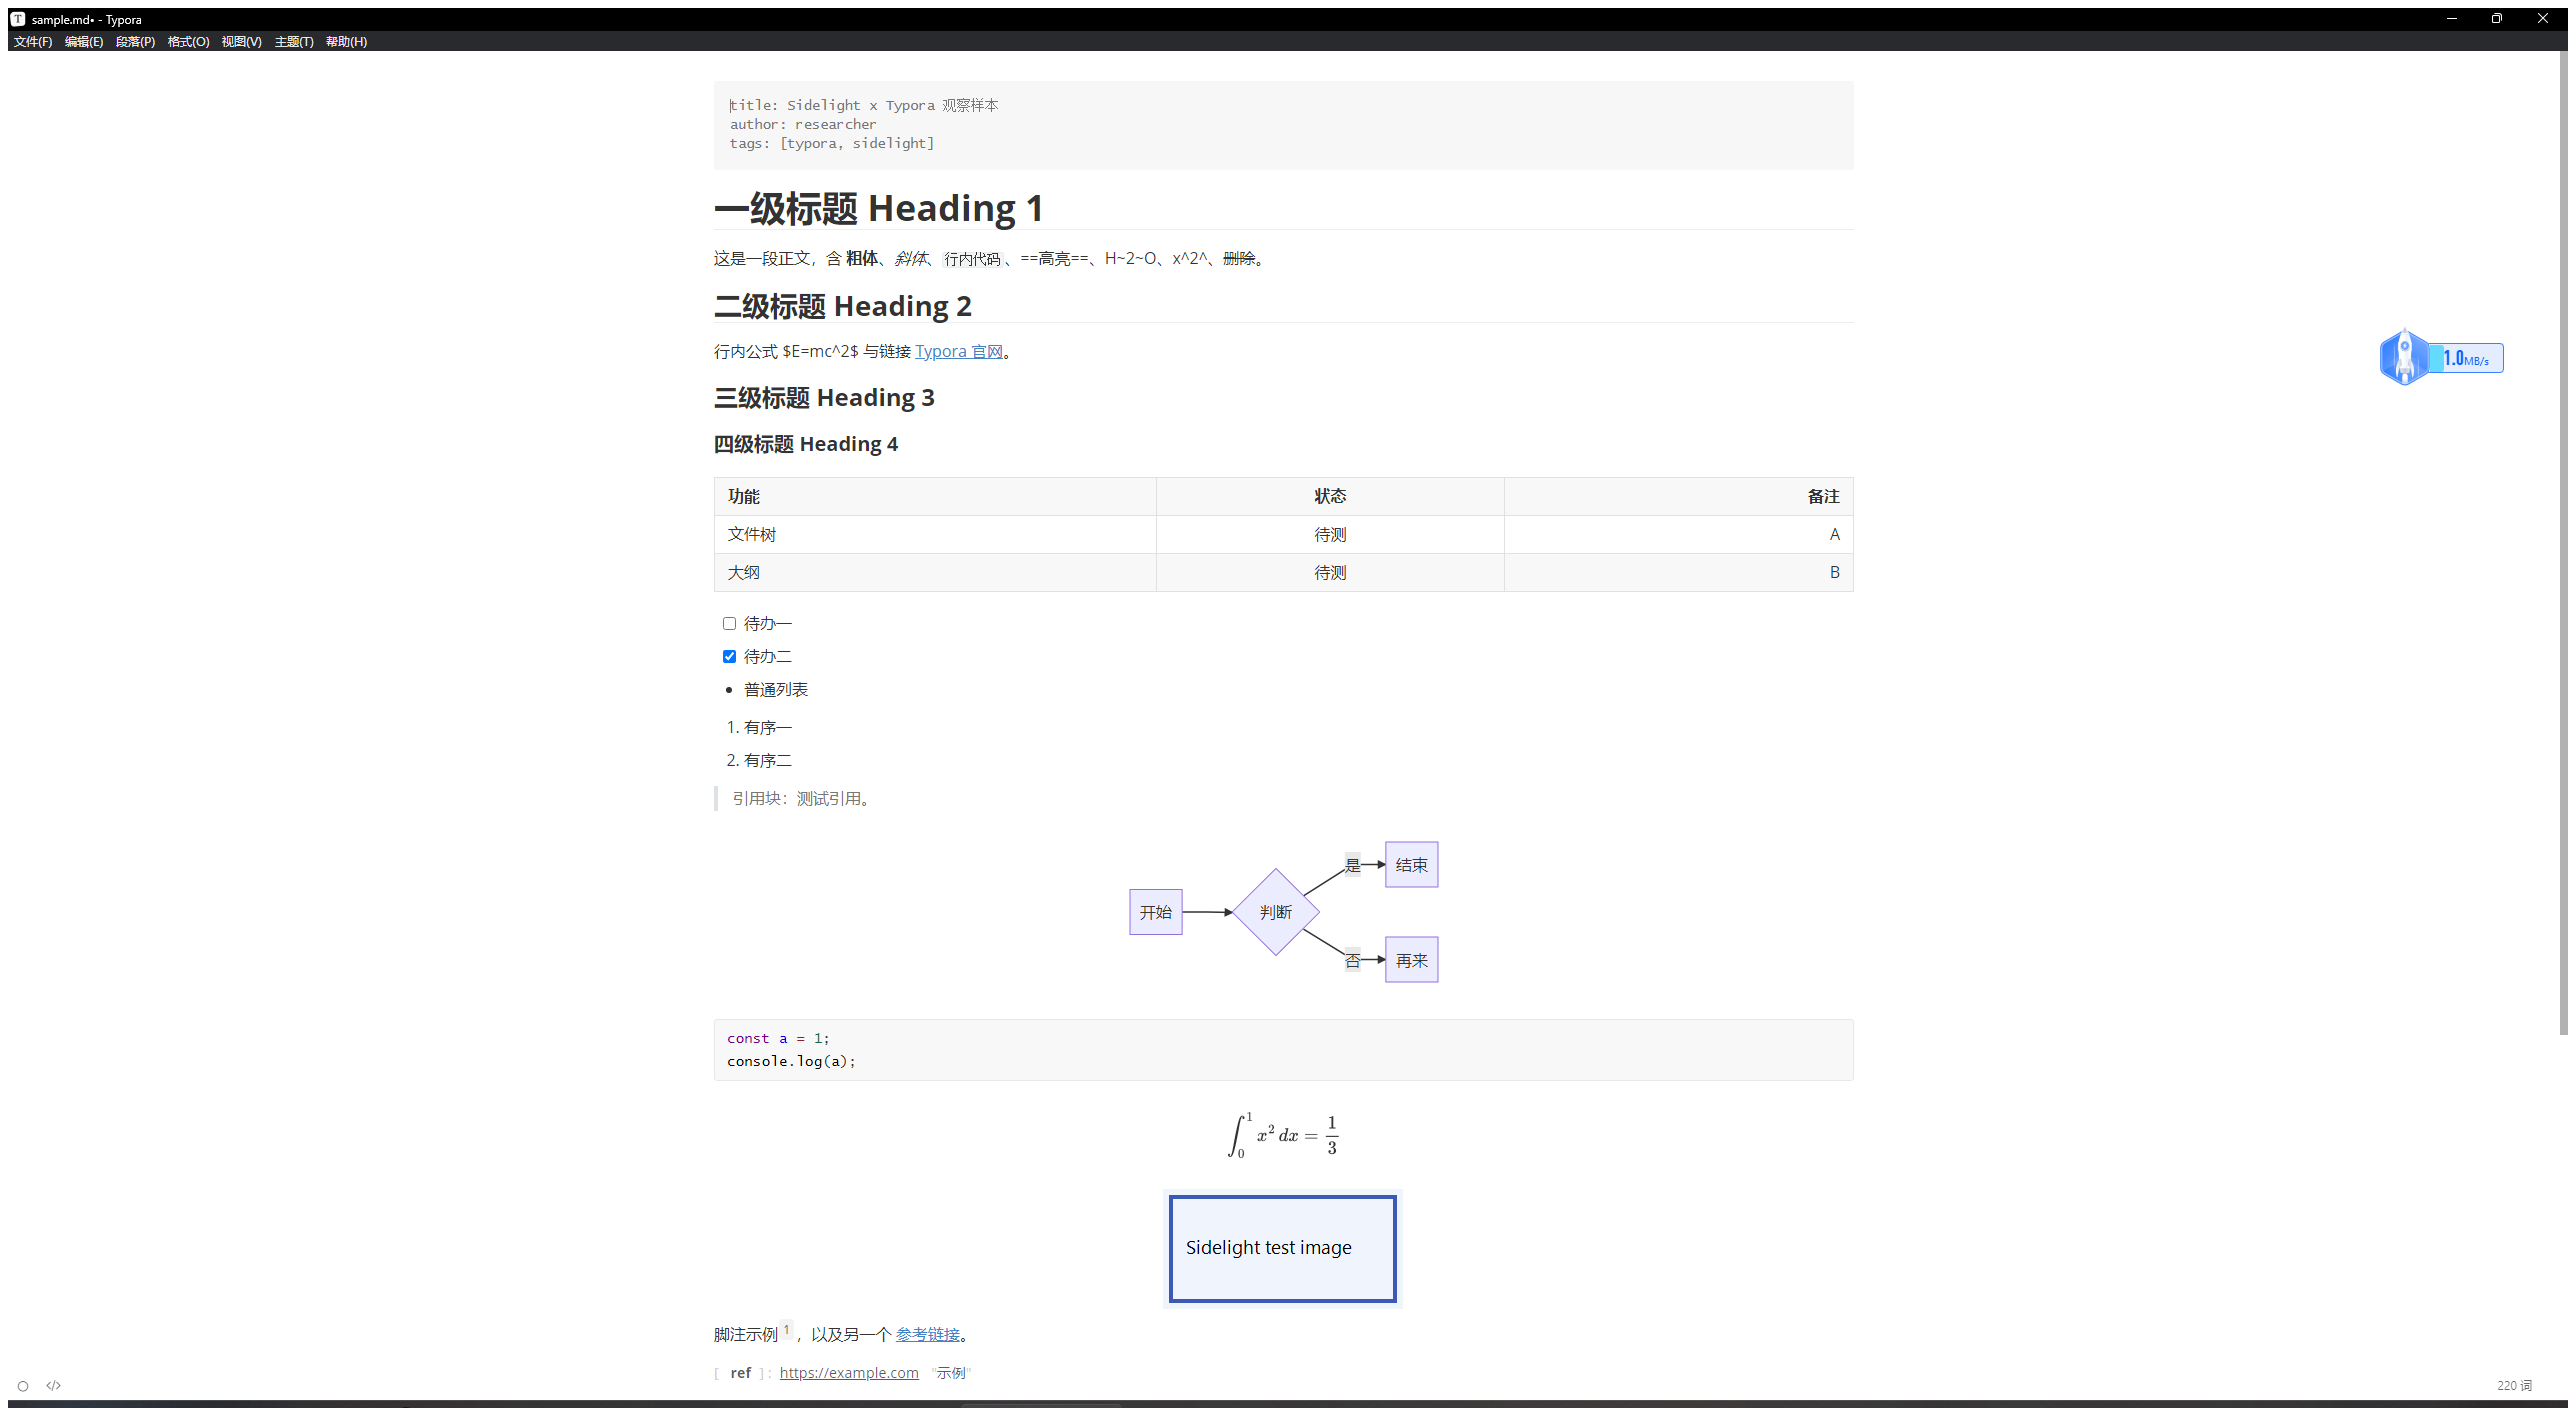 sample.md• - Typora
文件(F) 编辑(E) 段落(P) 格式(O) 视图(V) 主题(T) 帮助(H)
title: Sidelight x Typora 观察样本
author: researcher
tags: [typora, sidelight]
一级标题 Heading 1
这是一段正文，含 粗体、斜体、行内代码、==高亮==、H~2~O、x^2^、删除。
二级标题 Heading 2
行内公式 $E=mc^2$ 与链接 Typora 官网。
1.0MB/s
三级标题 Heading 3
四级标题 Heading 4
功能 状态 备注
文件树 待测 A
大纲 待测 B
待办一
待办二
普通列表
1. 有序一
2. 有序二
引用块：测试引用。
是 结束
开始 判断
否 再来
const a = 1;
console.log(a);
∫₀¹ x² dx = 1/3
Sidelight test image
脚注示例1，以及另一个 参考链接。
[ ref ]: https://example.com "示例"
</> 220 词